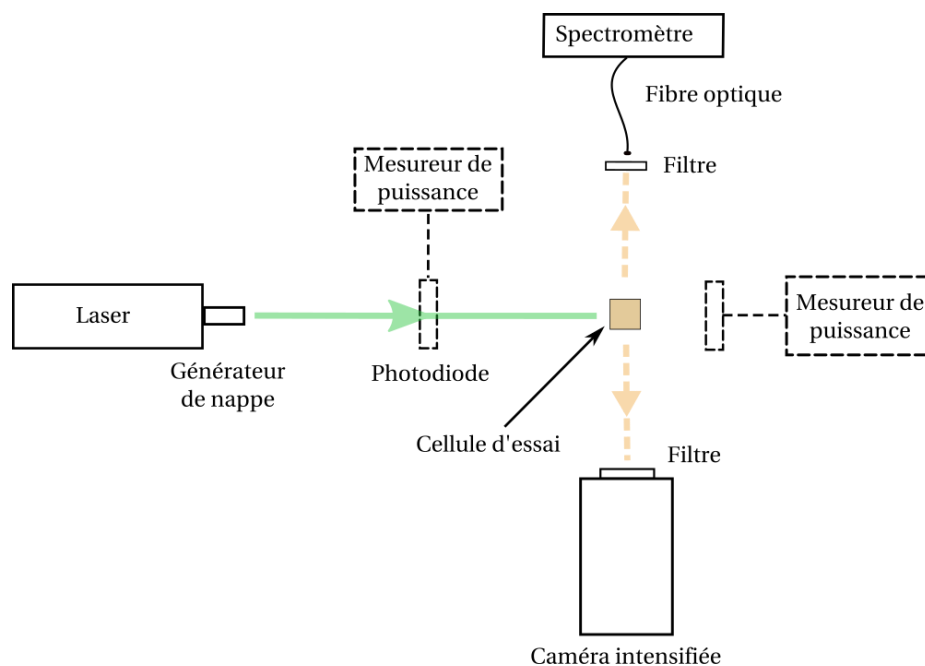 Spectromètre
Fibre optique
Mesureur de
puissance
Filtre
Laser
Mesureur de
puissance
Générateur
de nappe
Photodiode
Cellule d'essai
Filtre
Caméra intensifiée